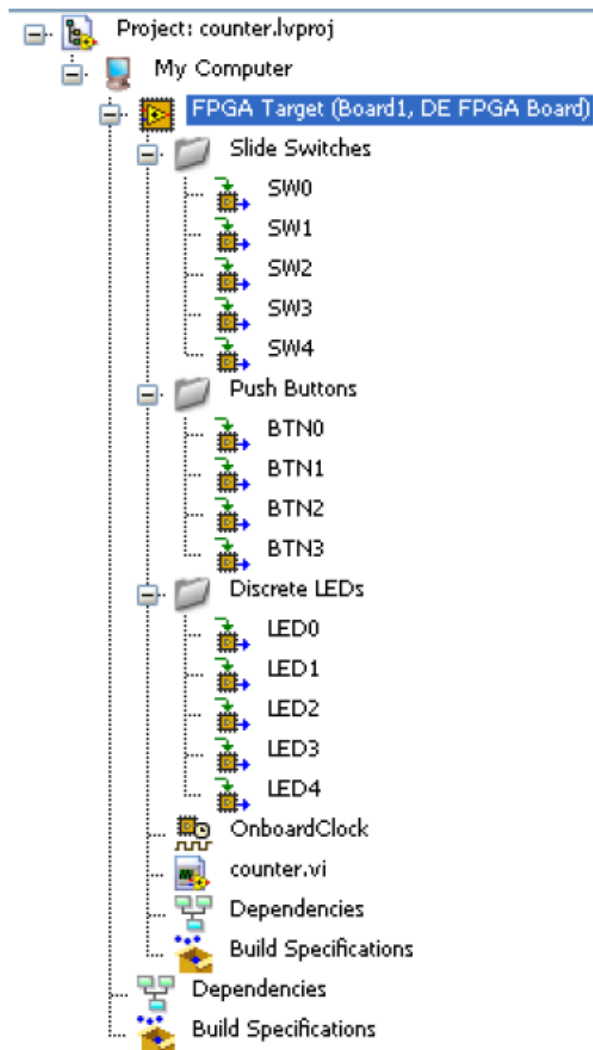 Project: counter.lvproj
My Computer
FPGA Target (Board1, DE FPGA Board)
Slide Switches
SW0
SW1
SW2
SW3
SW4
Push Buttons
BTN0
BTN1
BTN2
BTN3
Discrete LEDs
LED0
LED1
LED2
LED3
LED4
OnboardClock
counter.vi
Dependencies
Build Specifications
Dependencies
Build Specifications